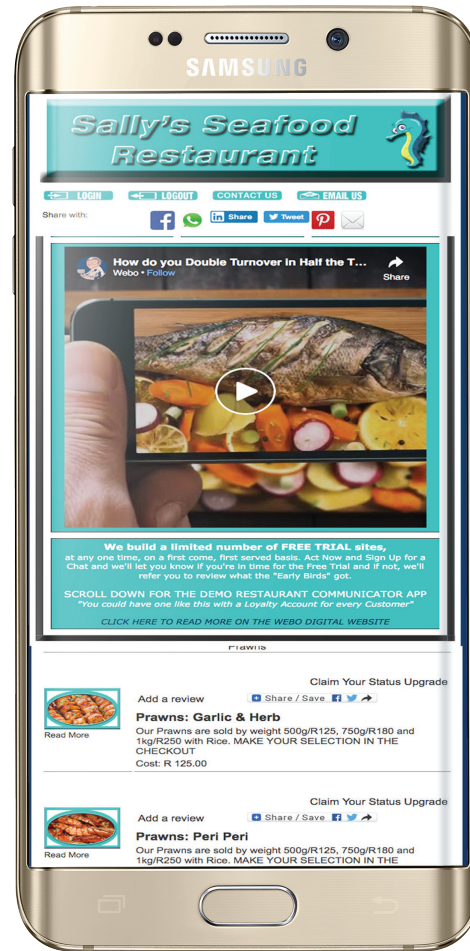 SAMSUNG
Sally's Seafood
Restaurant
LOGIN
LOGOUT
CONTACT US
EMAIL US
Share with:
in Share
Tweet
How do you Double Turnover in Half the T...
Webo • Follow
Share
We build a limited number of FREE TRIAL sites,
at any one time, on a first come, first served basis. Act Now and Sign Up for a
Chat and we'll let you know if you're in time for the Free Trial and if not, we'll
refer you to review what the "Early Birds" got.
SCROLL DOWN FOR THE DEMO RESTAURANT COMMUNICATOR APP
"You could have one like this with a Loyalty Account for every Customer"
CLICK HERE TO READ MORE ON THE WEBO DIGITAL WEBSITE
Prawns
Claim Your Status Upgrade
Add a review
Share / Save
Read More
Prawns: Garlic & Herb
Our Prawns are sold by weight 500g/R125, 750g/R180 and
1kg/R250 with Rice. MAKE YOUR SELECTION IN THE
CHECKOUT
Cost: R 125.00
Claim Your Status Upgrade
Add a review
Share / Save
Read More
Prawns: Peri Peri
Our Prawns are sold by weight 500g/R125, 750g/R180 and
1kg/R250 with Rice. MAKE YOUR SELECTION IN THE